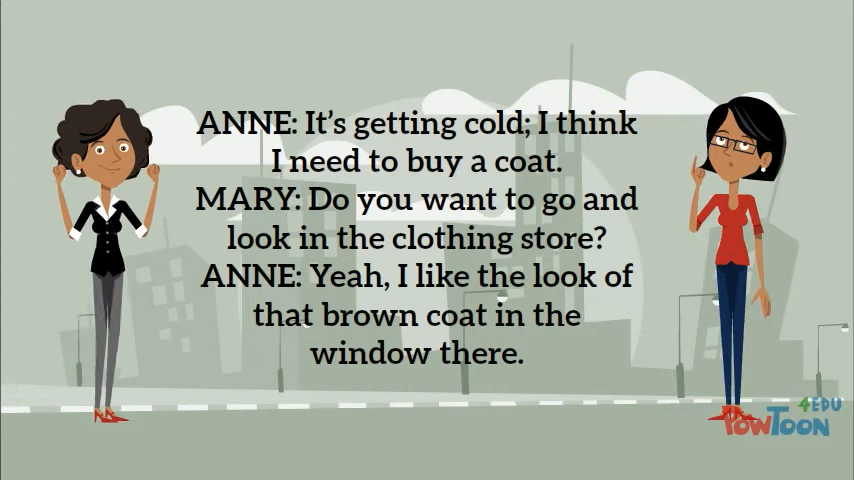 ANNE: It's getting cold; I think
I need to buy a coat.
MARY: Do you want to go and
look in the clothing store?
ANNE: Yeah, I like the look of
that brown coat in the
window there.
4EDU
POWTOON